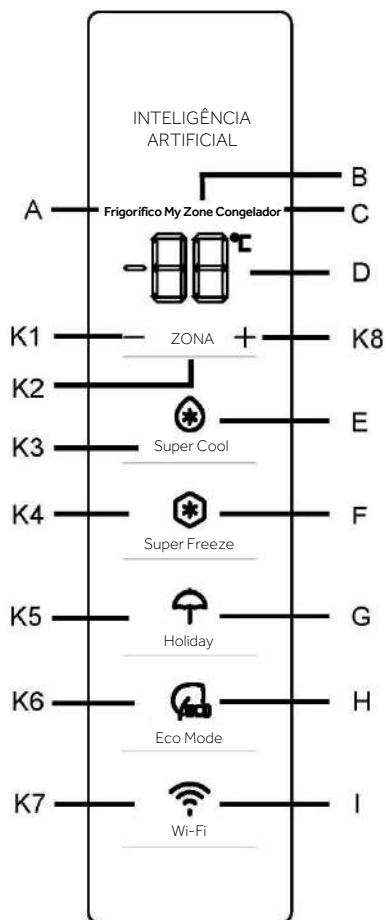 INTELIGÊNCIA
ARTIFICIAL
B
A Frigorífico My Zone Congelador C
-88°C D
K1 - ZONA + K8
K2
E
K3 Super Cool
K4 F
Super Freeze
K5 G
Holiday
K6 eco H
Eco Mode
K7 I
Wi-Fi